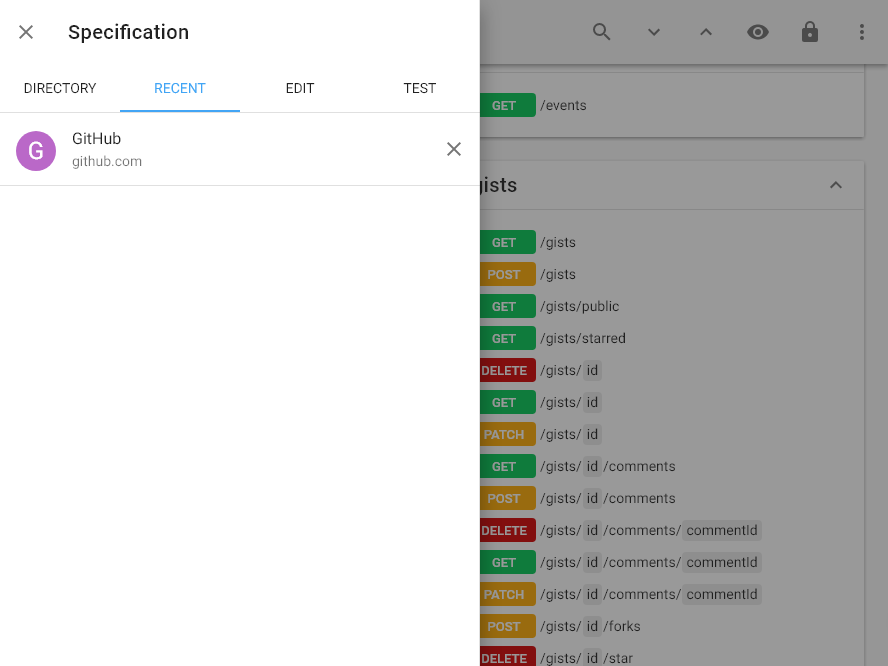 Specification
DIRECTORY RECENT EDIT TEST
G
GitHub
github.com
GET /events
gists
GET /gists
POST /gists
GET /gists/public
GET /gists/starred
DELETE /gists/ id
GET /gists/ id
PATCH /gists/ id
GET /gists/ id /comments
POST /gists/ id /comments
DELETE /gists/ id /comments/ commentId
GET /gists/ id /comments/ commentId
PATCH /gists/ id /comments/ commentId
POST /gists/ id /forks
DELETE /gists/ id /star